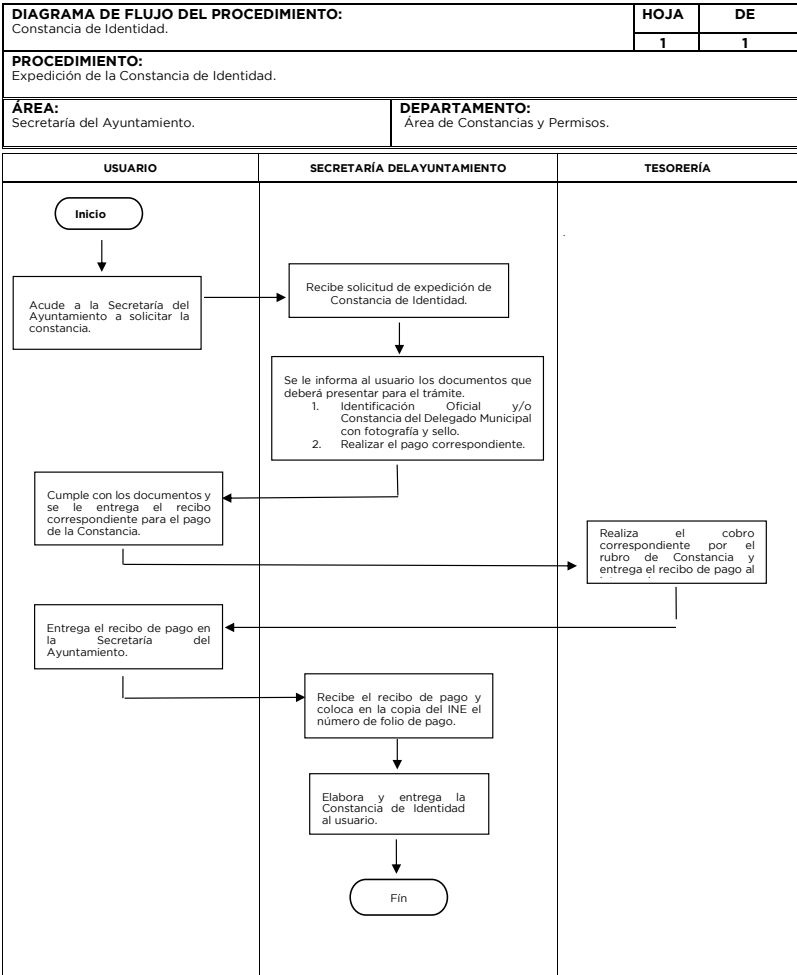 DIAGRAMA DE FLUJO DEL PROCEDIMIENTO:
Constancia de Identidad.
HOJA
DE
1
1
PROCEDIMIENTO:
Expedición de la Constancia de Identidad.
ÁREA:
Secretaría del Ayuntamiento.
DEPARTAMENTO:
Área de Constancias y Permisos.
USUARIO
SECRETARÍA DELAYUNTAMIENTO
TESORERÍA
Inicio
Acude a la Secretaría del
Ayuntamiento a solicitar la
constancia.
Recibe solicitud de expedición de
Constancia de Identidad.
Se le informa al usuario los documentos que
deberá presentar para el trámite.
1. Identificación Oficial y/o
Constancia del Delegado Municipal
con fotografía y sello.
2. Realizar el pago correspondiente.
Cumple con los documentos y
se le entrega el recibo
correspondiente para el pago
de la Constancia.
Realiza el cobro
correspondiente por el
rubro de Constancia y
entrega el recibo de pago al
Entrega el recibo de pago en
la Secretaría del
Ayuntamiento.
Recibe el recibo de pago y
coloca en la copia del INE el
número de folio de pago.
Elabora y entrega la
Constancia de Identidad
al usuario.
Fín